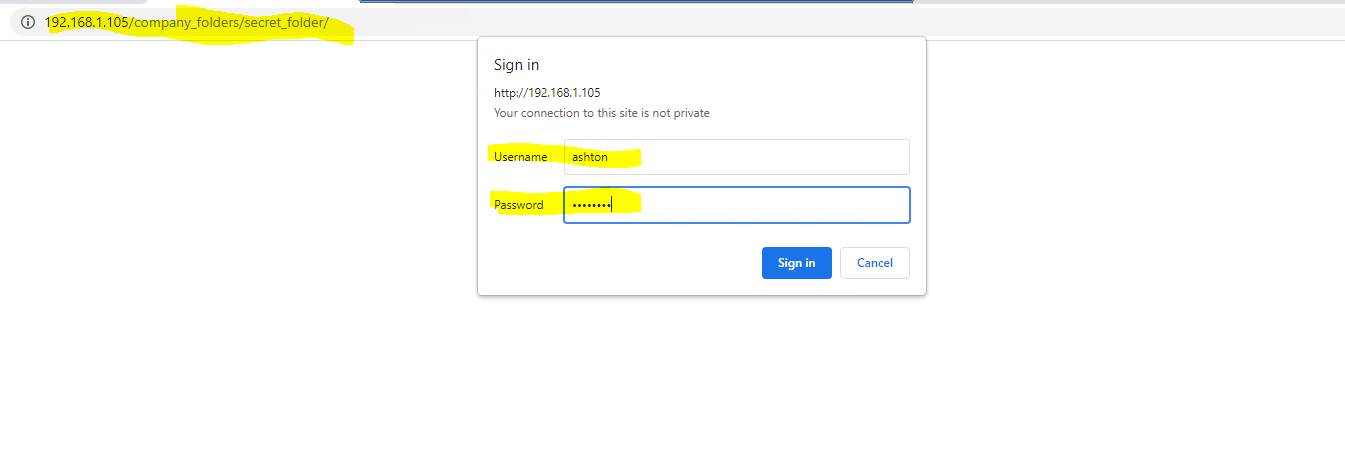 192.168.1.105/company_folders/secret_folder/
Sign in
http://192.168.1.105
Your connection to this site is not private
Username ashton
Password ••••••••
Sign in Cancel